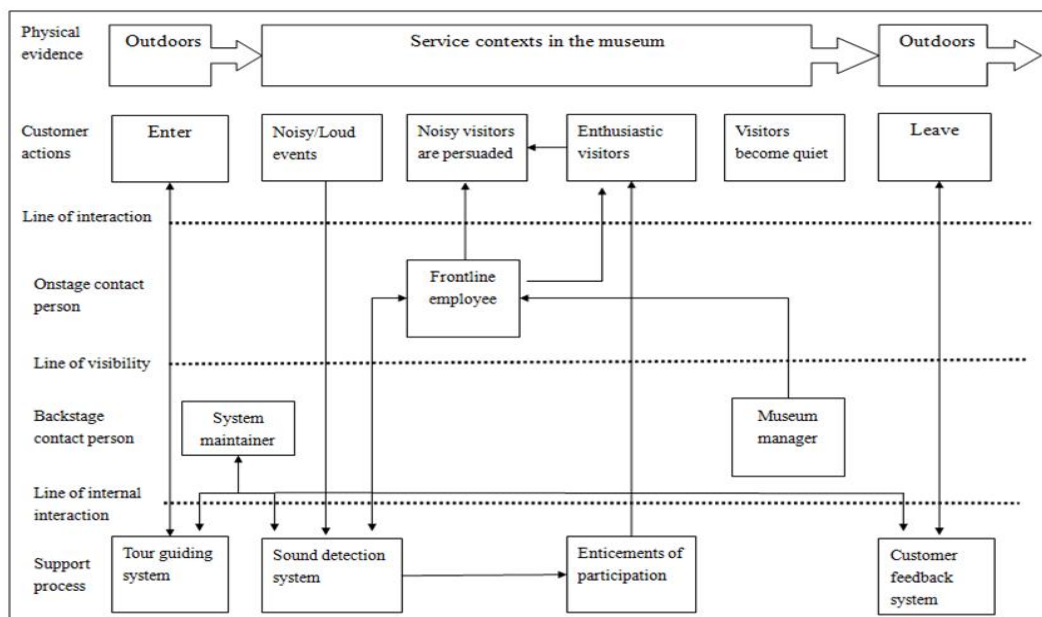 Physical
evidence
Outdoors
Service contexts in the museum
Outdoors
Customer
actions
Enter
Noisy/Loud
events
Noisy visitors
are persuaded
Enthusiastic
visitors
Visitors
become quiet
Leave
Line of interaction
Onstage contact
person
Frontline
employee
Line of visibility
Backstage
contact person
System
maintainer
Museum
manager
Line of internal
interaction
Support
process
Tour guiding
system
Sound detection
system
Enticements of
participation
Customer
feedback
system